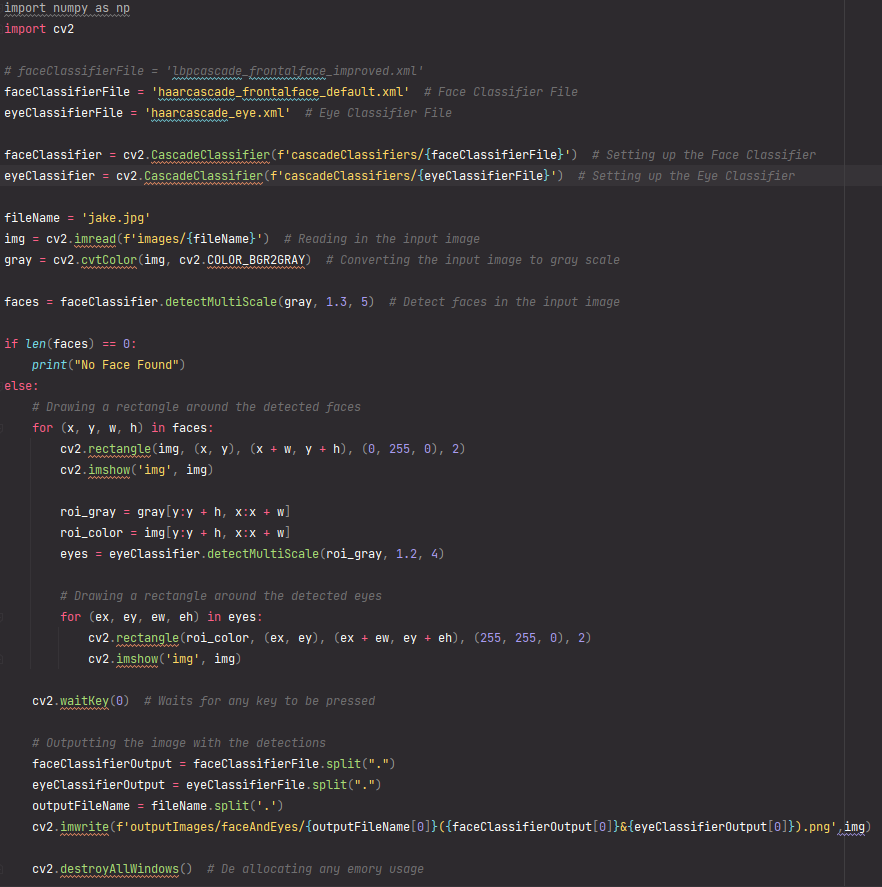 import numpy as np
import cv2

# faceClassifierFile = 'lbpcascade_frontalface_improved.xml'
faceClassifierFile = 'haarcascade_frontalface_default.xml'  # Face Classifier File
eyeClassifierFile = 'haarcascade_eye.xml'  # Eye Classifier File

faceClassifier = cv2.CascadeClassifier(f'cascadeClassifiers/{faceClassifierFile}')  # Setting up the Face Classifier
eyeClassifier = cv2.CascadeClassifier(f'cascadeClassifiers/{eyeClassifierFile}')  # Setting up the Eye Classifier

fileName = 'jake.jpg'
img = cv2.imread(f'images/{fileName}')  # Reading in the input image
gray = cv2.cvtColor(img, cv2.COLOR_BGR2GRAY)  # Converting the input image to gray scale

faces = faceClassifier.detectMultiScale(gray, 1.3, 5)  # Detect faces in the input image

if len(faces) == 0:
    print("No Face Found")
else:
    # Drawing a rectangle around the detected faces
    for (x, y, w, h) in faces:
        cv2.rectangle(img, (x, y), (x + w, y + h), (0, 255, 0), 2)
        cv2.imshow('img', img)

        roi_gray = gray[y:y + h, x:x + w]
        roi_color = img[y:y + h, x:x + w]
        eyes = eyeClassifier.detectMultiScale(roi_gray, 1.2, 4)

        # Drawing a rectangle around the detected eyes
        for (ex, ey, ew, eh) in eyes:
            cv2.rectangle(roi_color, (ex, ey), (ex + ew, ey + eh), (255, 255, 0), 2)
            cv2.imshow('img', img)

    cv2.waitKey(0)  # Waits for any key to be pressed

    # Outputting the image with the detections
    faceClassifierOutput = faceClassifierFile.split(".")
    eyeClassifierOutput = eyeClassifierFile.split(".")
    outputFileName = fileName.split('.')
    cv2.imwrite(f'outputImages/faceAndEyes/{outputFileName[0]}({faceClassifierOutput[0]}&{eyeClassifierOutput[0]}).png',img)

    cv2.destroyAllWindows()  # De allocating any emory usage